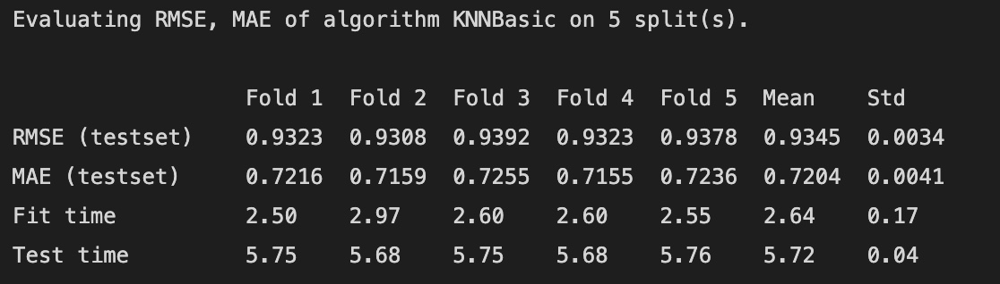 Evaluating RMSE, MAE of algorithm KNNBasic on 5 split(s).
Fold 1 Fold 2 Fold 3 Fold 4 Fold 5 Mean Std
RMSE (testset) 0.9323 0.9308 0.9392 0.9323 0.9378 0.9345 0.0034
MAE (testset) 0.7216 0.7159 0.7255 0.7155 0.7236 0.7204 0.0041
Fit time 2.50 2.97 2.60 2.60 2.55 2.64 0.17
Test time 5.75 5.68 5.75 5.68 5.76 5.72 0.04